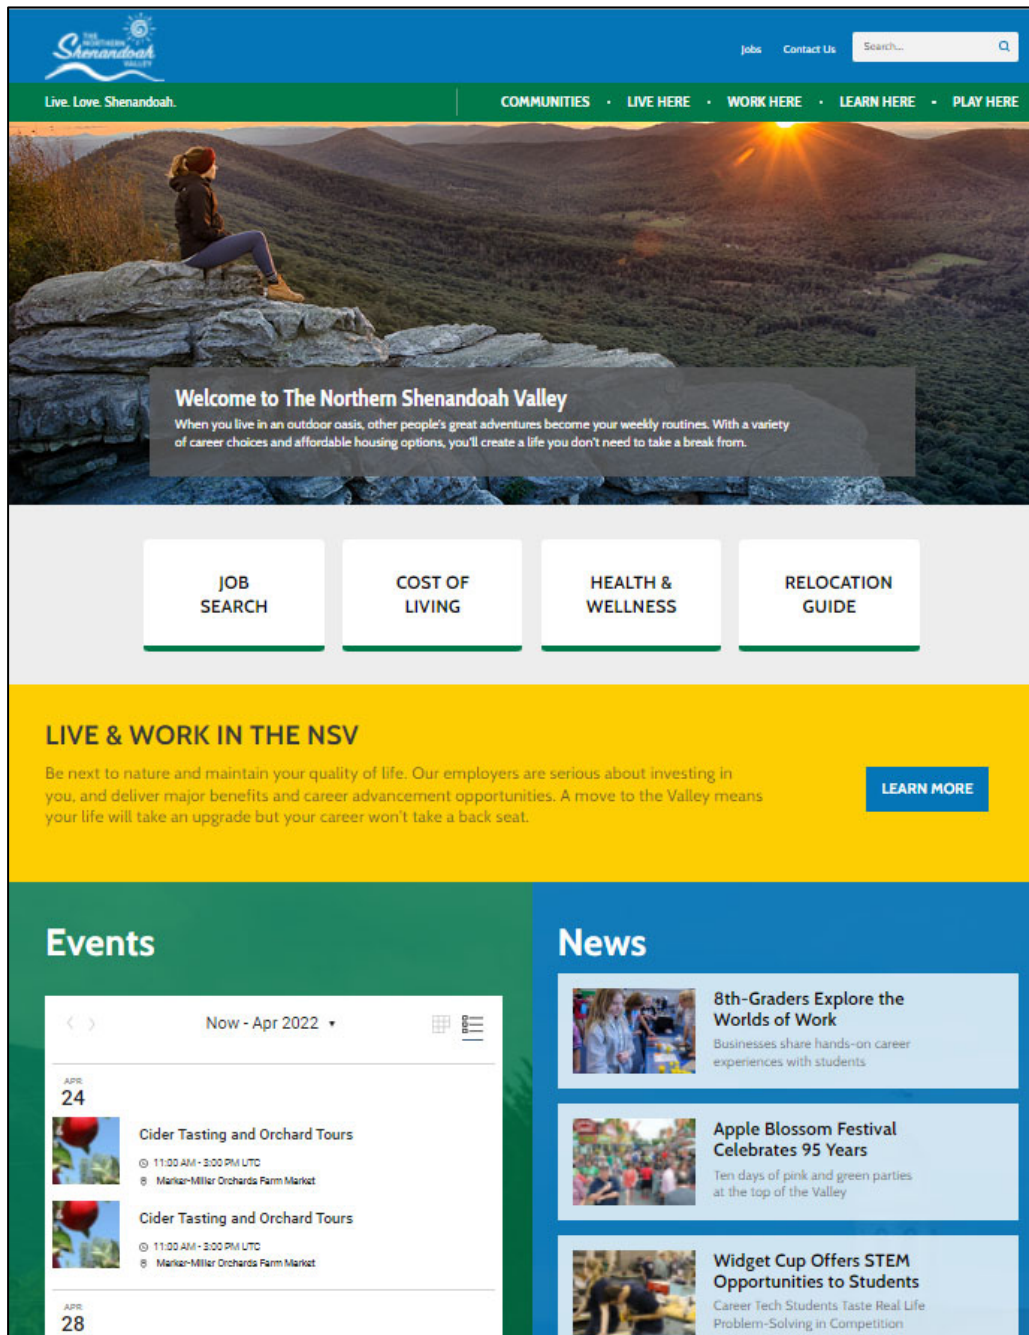 THE
NORTHERN
Shenandoah
VALLEY
Jobs Contact Us Search...
Live. Love. Shenandoah.
COMMUNITIES · LIVE HERE · WORK HERE · LEARN HERE · PLAY HERE
Welcome to The Northern Shenandoah Valley
When you live in an outdoor oasis, other people's great adventures become your weekly routines. With a variety
of career choices and affordable housing options, you'll create a life you don't need to take a break from.
JOB
SEARCH
COST OF
LIVING
HEALTH &
WELLNESS
RELOCATION
GUIDE
LIVE & WORK IN THE NSV
Be next to nature and maintain your quality of life. Our employers are serious about investing in
you, and deliver major benefits and career advancement opportunities. A move to the Valley means
your life will take an upgrade but your career won't take a back seat.
LEARN MORE
Events
Now - Apr 2022
APR
24
Cider Tasting and Orchard Tours
11:00 AM - 3:00 PM UTC
Marker-Miller Orchards Farm Market
Cider Tasting and Orchard Tours
11:00 AM - 3:00 PM UTC
Marker-Miller Orchards Farm Market
APR
28
News
8th-Graders Explore the
Worlds of Work
Businesses share hands-on career
experiences with students
Apple Blossom Festival
Celebrates 95 Years
Ten days of pink and green parties
at the top of the Valley
Widget Cup Offers STEM
Opportunities to Students
Career Tech Students Taste Real Life
Problem-Solving in Competition